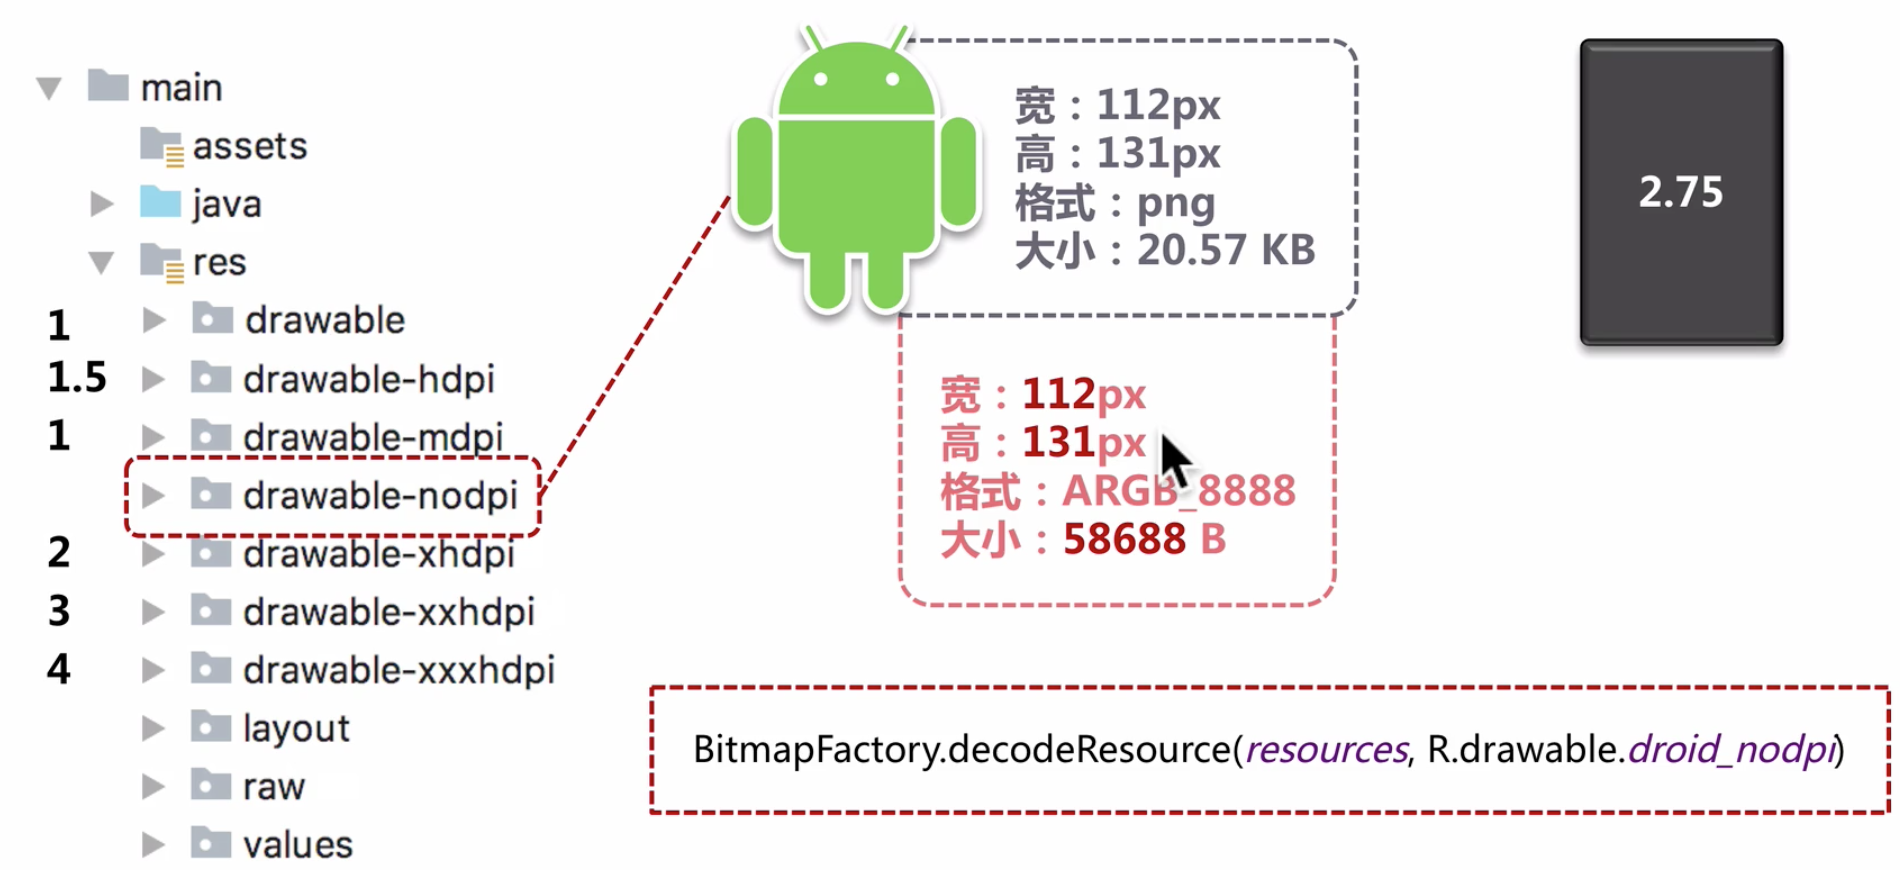 main
assets
java
res
1 drawable
1.5 drawable-hdpi
1 drawable-mdpi
drawable-nodpi
2 drawable-xhdpi
3 drawable-xxhdpi
4 drawable-xxxhdpi
layout
raw
values
宽：112px
高：131px
格式：png
大小：20.57 KB
宽：112px
高：131px
格式：ARGB_8888
大小：58688 B
2.75
BitmapFactory.decodeResource(resources, R.drawable.droid_nodpi)